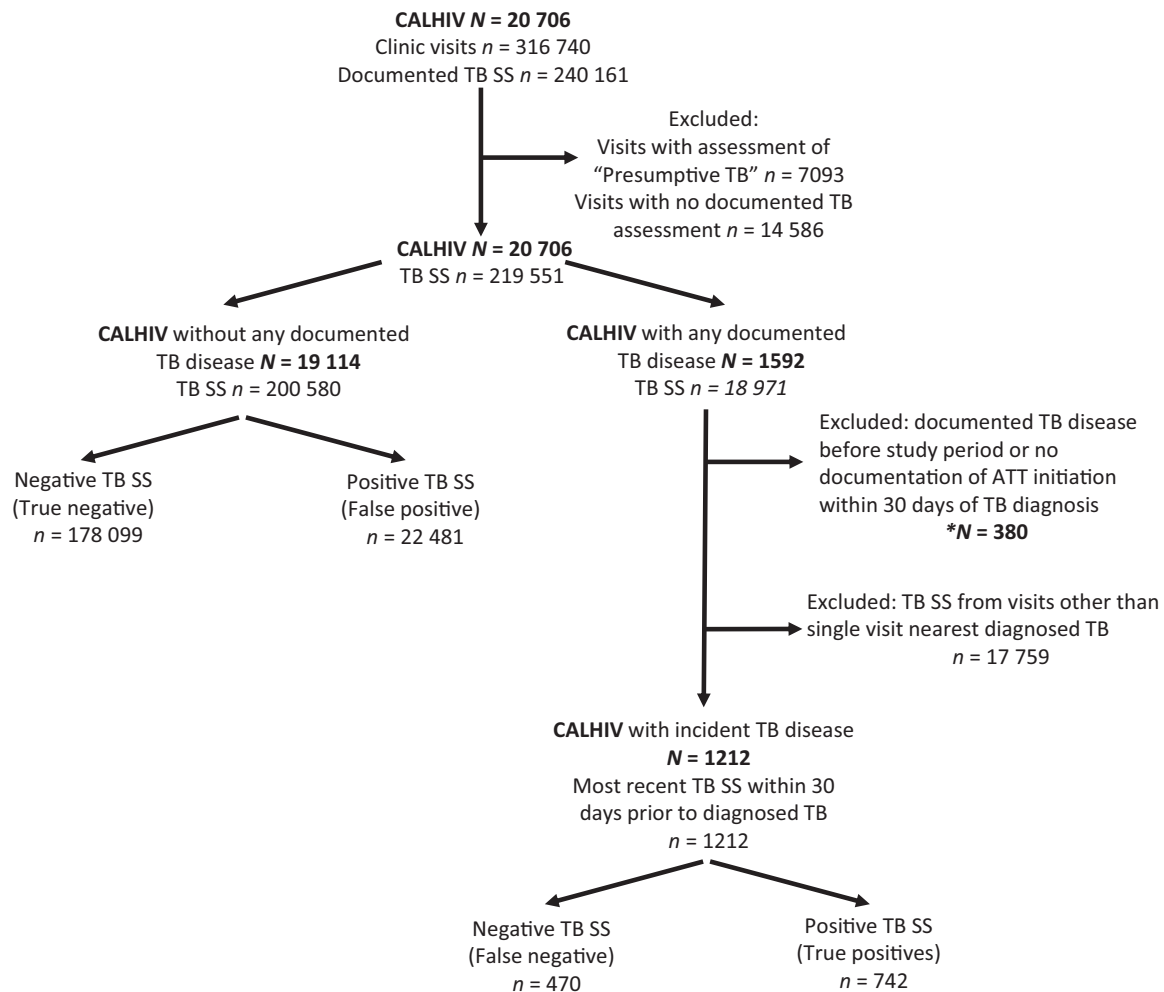 CALHIV N = 20 706
Clinic visits n = 316 740
Documented TB SS n = 240 161
Excluded:
Visits with assessment of
“Presumptive TB” n = 7093
Visits with no documented TB
assessment n = 14 586
CALHIV N = 20 706
TB SS n = 219 551
CALHIV without any documented
TB disease N = 19 114
TB SS n = 200 580
CALHIV with any documented
TB disease N = 1592
TB SS n = 18 971
Negative TB SS
(True negative)
n = 178 099
Positive TB SS
(False positive)
n = 22 481
Excluded: documented TB disease
before study period or no
documentation of ATT initiation
within 30 days of TB diagnosis
*N = 380
Excluded: TB SS from visits other than
single visit nearest diagnosed TB
n = 17 759
CALHIV with incident TB disease
N = 1212
Most recent TB SS within 30
days prior to diagnosed TB
n = 1212
Negative TB SS
(False negative)
n = 470
Positive TB SS
(True positives)
n = 742